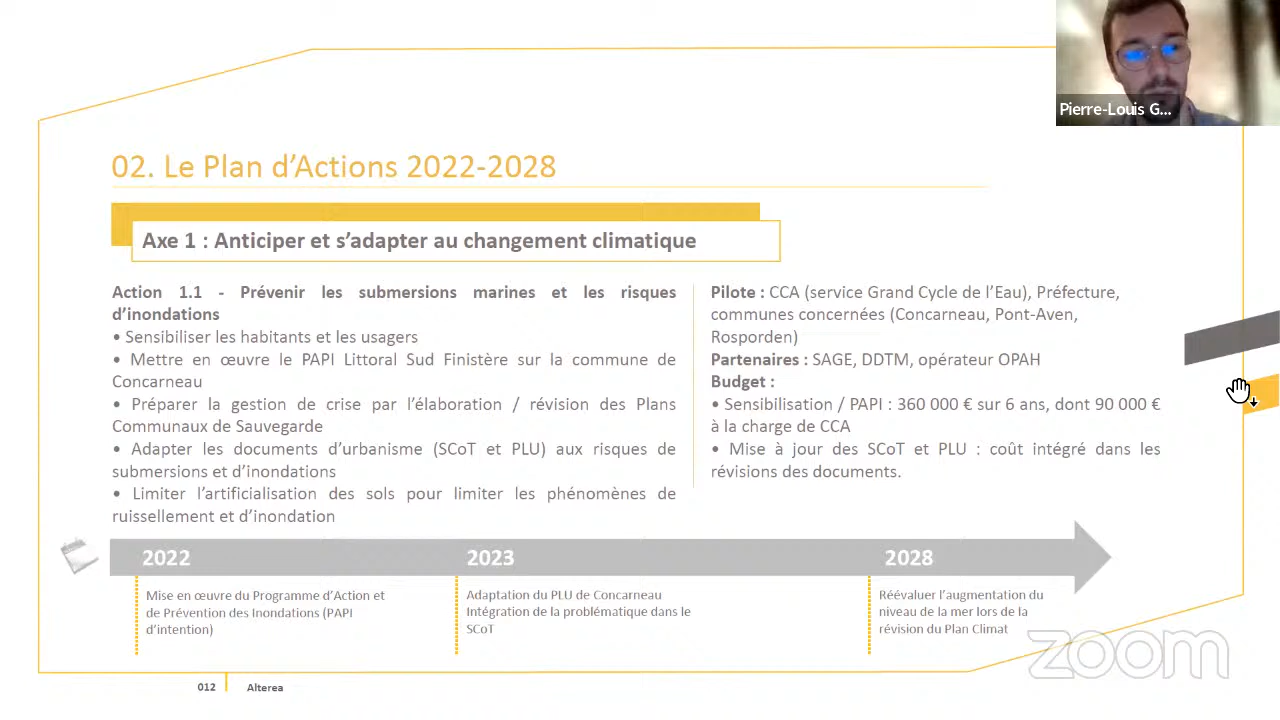 Pierre-Louis G...
02. Le Plan d’Actions 2022-2028
Axe 1 : Anticiper et s’adapter au changement climatique
Action 1.1 - Prévenir les submersions marines et les risques
d’inondations
• Sensibiliser les habitants et les usagers
• Mettre en œuvre le PAPI Littoral Sud Finistère sur la commune de
Concarneau
• Préparer la gestion de crise par l’élaboration / révision des Plans
Communaux de Sauvegarde
• Adapter les documents d’urbanisme (SCoT et PLU) aux risques de
submersions et d’inondations
• Limiter l’artificialisation des sols pour limiter les phénomènes de
ruissellement et d’inondation
Pilote : CCA (service Grand Cycle de l’Eau), Préfecture,
communes concernées (Concarneau, Pont-Aven,
Rosporden)
Partenaires : SAGE, DDTM, opérateur OPAH
Budget :
• Sensibilisation / PAPI : 360 000 € sur 6 ans, dont 90 000 €
à la charge de CCA
• Mise à jour des SCoT et PLU : coût intégré dans les
révisions des documents.
2022
Mise en œuvre du Programme d’Action et
de Prévention des Inondations (PAPI
d’intention)
2023
Adaptation du PLU de Concarneau
Intégration de la problématique dans le
SCoT
2028
Réévaluer l’augmentation du
niveau de la mer lors de la
révision du Plan Climat
zoom
012 Alterea